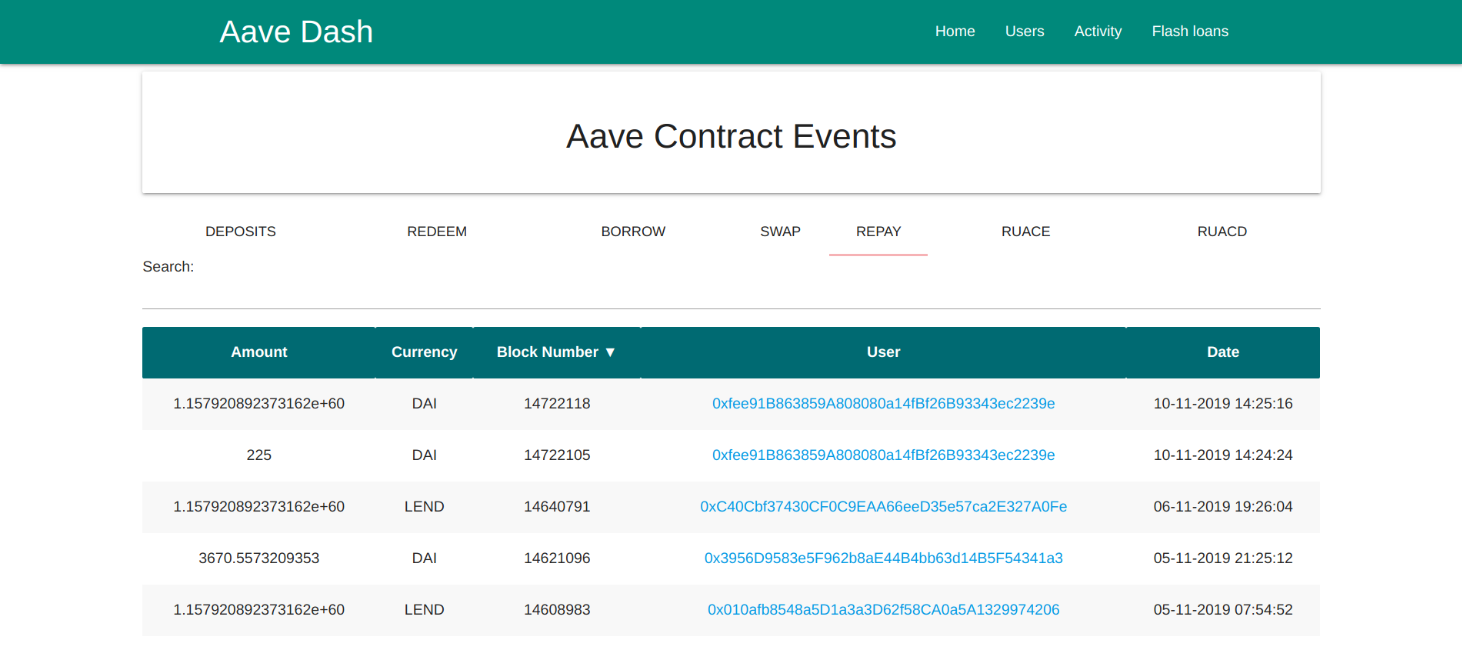 Aave Dash Home Users Activity Flash loans
Aave Contract Events
DEPOSITS REDEEM BORROW SWAP REPAY RUACE RUACD
Search:
Amount Currency Block Number ▼ User Date
1.157920892373162e+60 DAI 14722118 0xfee91B863859A808080a14fBf26B93343ec2239e 10-11-2019 14:25:16
225 DAI 14722105 0xfee91B863859A808080a14fBf26B93343ec2239e 10-11-2019 14:24:24
1.157920892373162e+60 LEND 14640791 0xC40Cbf37430CF0C9EAA66eeD35e57ca2E327A0Fe 06-11-2019 19:26:04
3670.5573209353 DAI 14621096 0x3956D9583e5F962b8aE44B4bb63d14B5F54341a3 05-11-2019 21:25:12
1.157920892373162e+60 LEND 14608983 0x010afb8548a5D1a3a3D62f58CA0a5A1329974206 05-11-2019 07:54:52